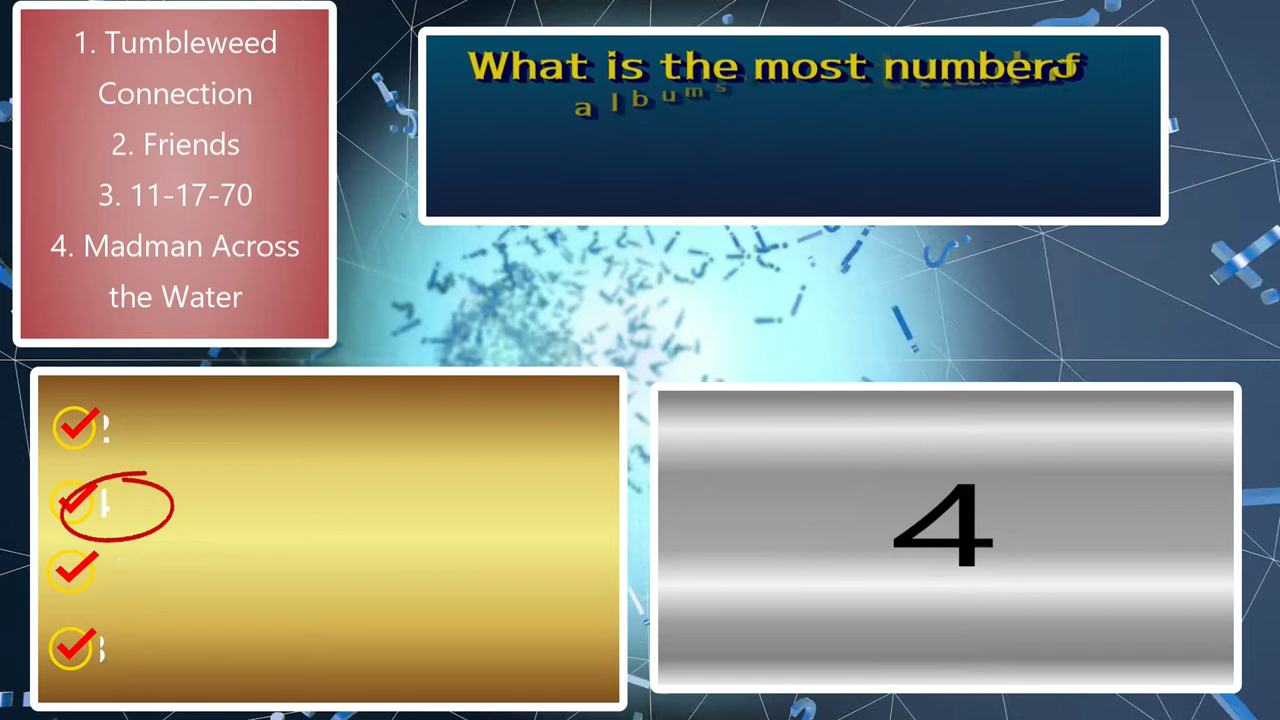 1. Tumbleweed
Connection
2. Friends
3. 11-17-70
4. Madman Across
the Water
What is the most number
albums
4